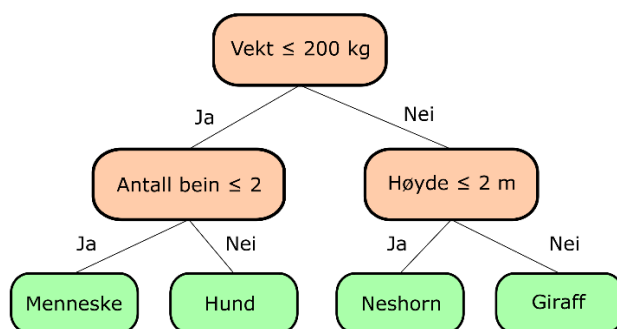 Vekt ≤ 200 kg
Ja
Nei
Antall bein ≤ 2
Høyde ≤ 2 m
Ja
Nei
Ja
Nei
Menneske
Hund
Neshorn
Giraff